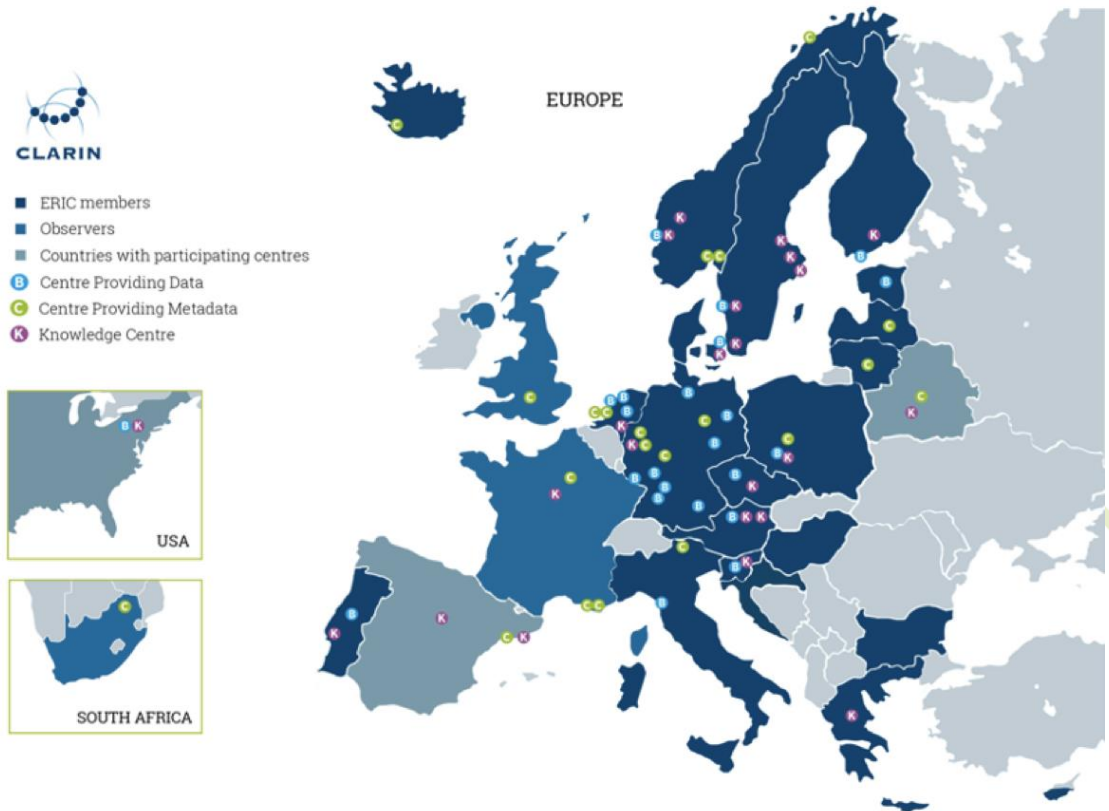 EUROPE
CLARIN
ERIC members
Observers
Countries with participating centres
B Centre Providing Data
C Centre Providing Metadata
K Knowledge Centre
C
C
K
B K
C C
K
K
K
K
B
B K
B K
K
B
C
C
C
K
C
B K
USA
C
SOUTH AFRICA
B B
C C B
K
B
C B
C
K C
C
B
B B
B
B
B
C
B K
B
K
B K K
C
K
C C
C
B K
B
B
K
K
C K
K